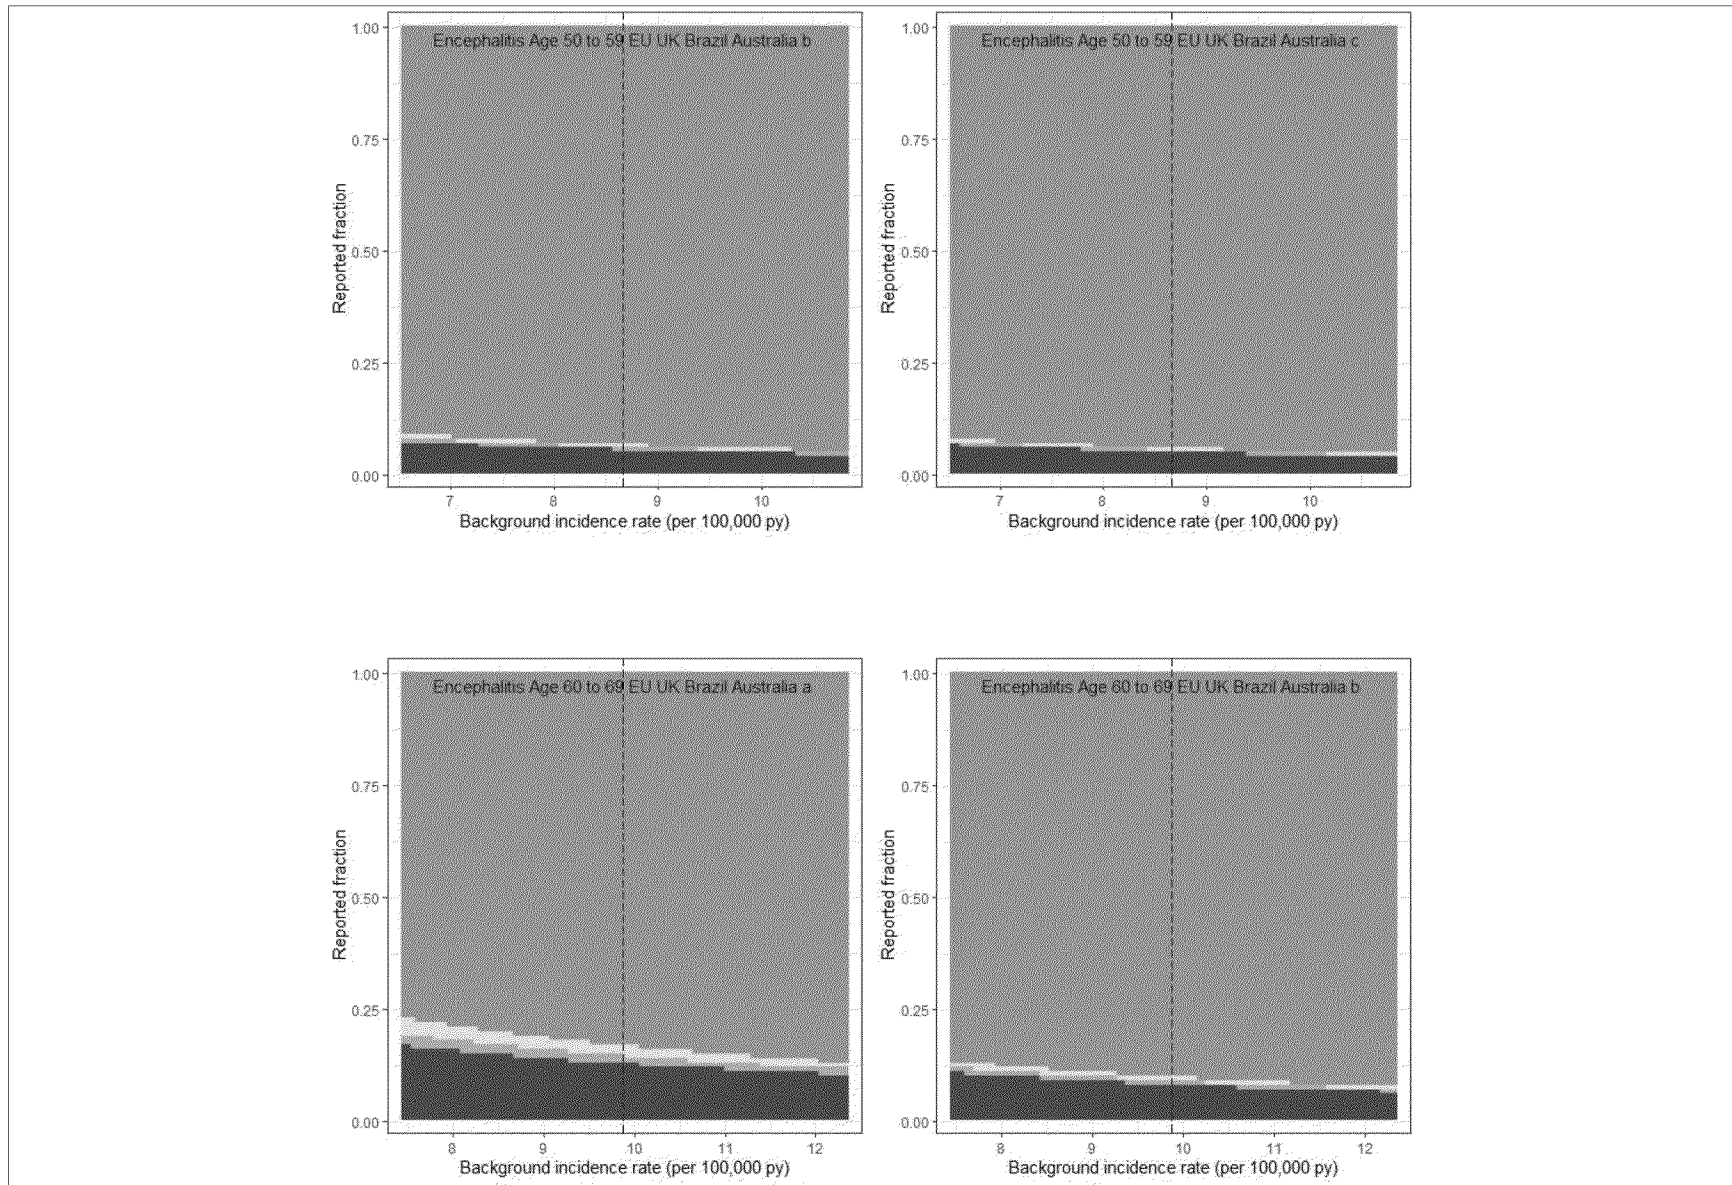 Encephalitis Age 50 to 59 EU UK Brazil Australia b
1.00
0.75
0.50
0.25
0.00
Reported fraction
7 8 9 10
Background incidence rate (per 100,000 py)
Encephalitis Age 50 to 59 EU UK Brazil Australia c
1.00
0.75
0.50
0.25
0.00
Reported fraction
7 8 9 10
Background incidence rate (per 100,000 py)
Encephalitis Age 60 to 69 EU UK Brazil Australia a
1.00
0.75
0.50
0.25
0.00
Reported fraction
8 9 10 11 12
Background incidence rate (per 100,000 py)
Encephalitis Age 60 to 69 EU UK Brazil Australia b
1.00
0.75
0.50
0.25
0.00
Reported fraction
8 9 10 11 12
Background incidence rate (per 100,000 py)